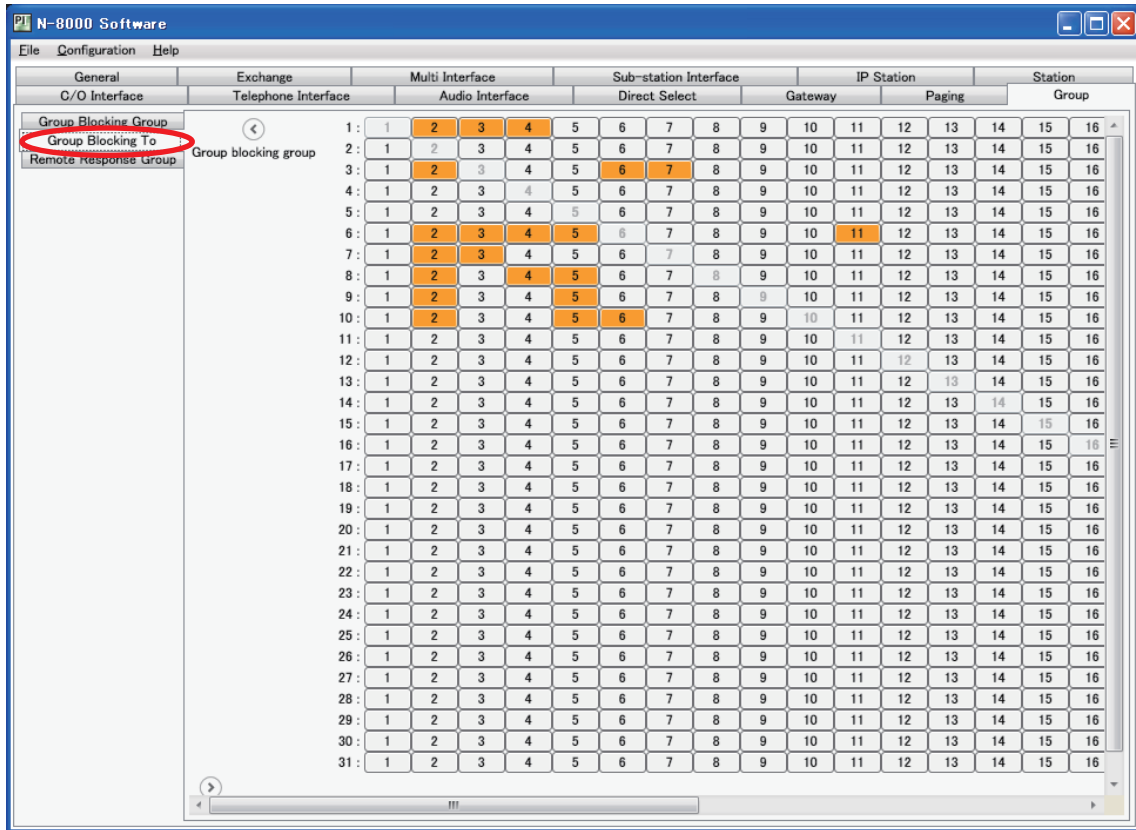 N-8000 Software
File Configuration Help
General Exchange Multi Interface Sub-station Interface IP Station Station
C/O Interface Telephone Interface Audio Interface Direct Select Gateway Paging Group
Group Blocking Group
Group Blocking To
Remote Response Group
Group blocking group
1 : 1 2 3 4 5 6 7 8 9 10 11 12 13 14 15 16
2 : 1 2 3 4 5 6 7 8 9 10 11 12 13 14 15 16
3 : 1 2 3 4 5 6 7 8 9 10 11 12 13 14 15 16
4 : 1 2 3 4 5 6 7 8 9 10 11 12 13 14 15 16
5 : 1 2 3 4 5 6 7 8 9 10 11 12 13 14 15 16
6 : 1 2 3 4 5 6 7 8 9 10 11 12 13 14 15 16
7 : 1 2 3 4 5 6 7 8 9 10 11 12 13 14 15 16
8 : 1 2 3 4 5 6 7 8 9 10 11 12 13 14 15 16
9 : 1 2 3 4 5 6 7 8 9 10 11 12 13 14 15 16
10 : 1 2 3 4 5 6 7 8 9 10 11 12 13 14 15 16
11 : 1 2 3 4 5 6 7 8 9 10 11 12 13 14 15 16
12 : 1 2 3 4 5 6 7 8 9 10 11 12 13 14 15 16
13 : 1 2 3 4 5 6 7 8 9 10 11 12 13 14 15 16
14 : 1 2 3 4 5 6 7 8 9 10 11 12 13 14 15 16
15 : 1 2 3 4 5 6 7 8 9 10 11 12 13 14 15 16
16 : 1 2 3 4 5 6 7 8 9 10 11 12 13 14 15 16
17 : 1 2 3 4 5 6 7 8 9 10 11 12 13 14 15 16
18 : 1 2 3 4 5 6 7 8 9 10 11 12 13 14 15 16
19 : 1 2 3 4 5 6 7 8 9 10 11 12 13 14 15 16
20 : 1 2 3 4 5 6 7 8 9 10 11 12 13 14 15 16
21 : 1 2 3 4 5 6 7 8 9 10 11 12 13 14 15 16
22 : 1 2 3 4 5 6 7 8 9 10 11 12 13 14 15 16
23 : 1 2 3 4 5 6 7 8 9 10 11 12 13 14 15 16
24 : 1 2 3 4 5 6 7 8 9 10 11 12 13 14 15 16
25 : 1 2 3 4 5 6 7 8 9 10 11 12 13 14 15 16
26 : 1 2 3 4 5 6 7 8 9 10 11 12 13 14 15 16
27 : 1 2 3 4 5 6 7 8 9 10 11 12 13 14 15 16
28 : 1 2 3 4 5 6 7 8 9 10 11 12 13 14 15 16
29 : 1 2 3 4 5 6 7 8 9 10 11 12 13 14 15 16
30 : 1 2 3 4 5 6 7 8 9 10 11 12 13 14 15 16
31 : 1 2 3 4 5 6 7 8 9 10 11 12 13 14 15 16